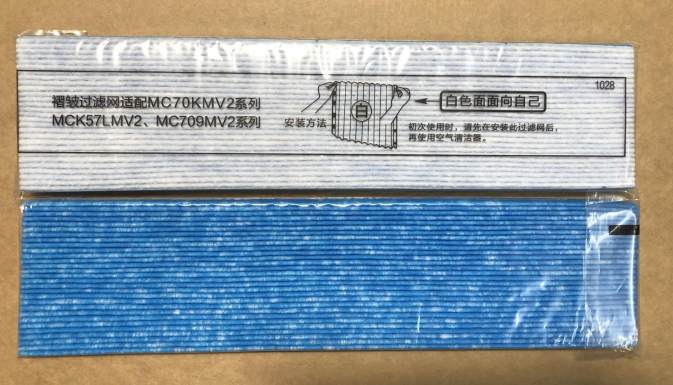 褶皱过滤网适配MC70KMV2系列
MCK57LMV2、MC709MV2系列
安装方法
白
白色面面向自己
初次使用时，请先在安装此过滤网后，
再使用空气清洁器。
1028